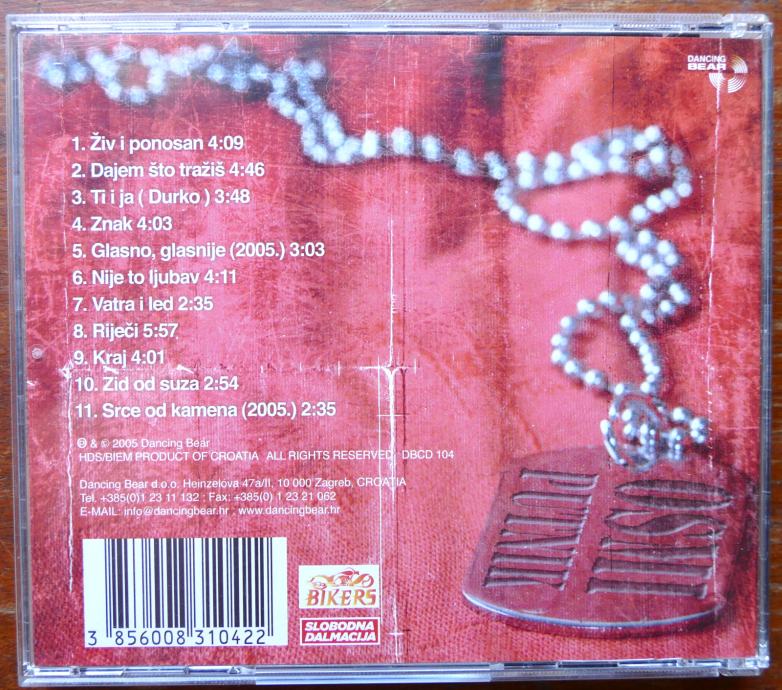 DANCING
BEAR
1. Živ i ponosan 4:09
2. Dajem što tražiš 4:46
3. Ti i ja ( Durko ) 3:48
4. Znak 4:03
5. Glasno, glasnije (2005.) 3:03
6. Nije to ljubav 4:11
7. Vatra i led 2:35
8. Riječi 5:57
9. Kraj 4:01
10. Zid od suza 2:54
11. Srce od kamena (2005.) 2:35
℗ & © 2005 Dancing Bear
HDS/BIEM PRODUCT OF CROATIA ALL RIGHTS RESERVED DBCD 104
Dancing Bear d.o.o. Heinzelova 47a/II, 10 000 Zagreb, CROATIA
Tel. +385(0)1 23 11 132 ; Fax: +385(0) 1 23 21 062
E-MAIL: info@dancingbear.hr ; www.dancingbear.hr
OSMI
PUTNIK
3 856008 310422
BIKERS
SLOBODNA
DALMACIJA